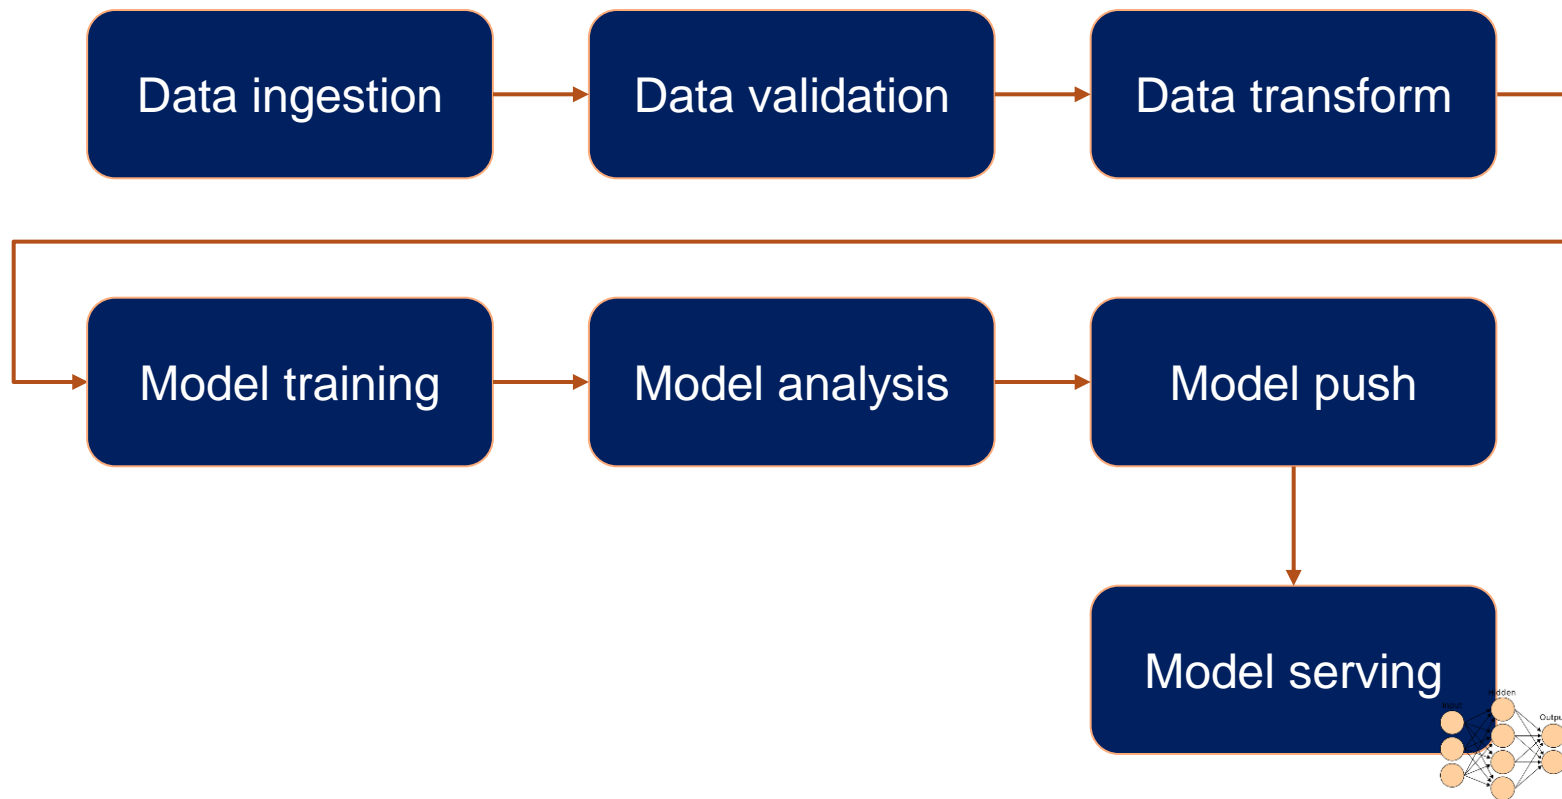 Data ingestion
Data validation
Data transform
Model training
Model analysis
Model push
Model serving